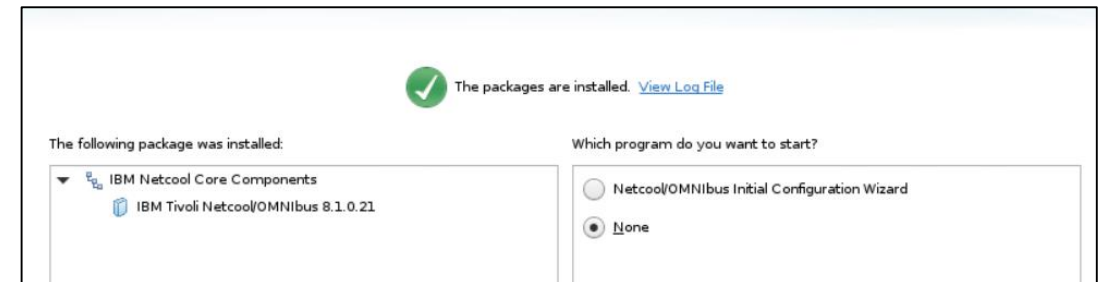 The packages are installed. View Log File
The following package was installed:
IBM Netcool Core Components
IBM Tivoli Netcool/OMNIbus 8.1.0.21
Which program do you want to start?
Netcool/OMNIbus Initial Configuration Wizard
None